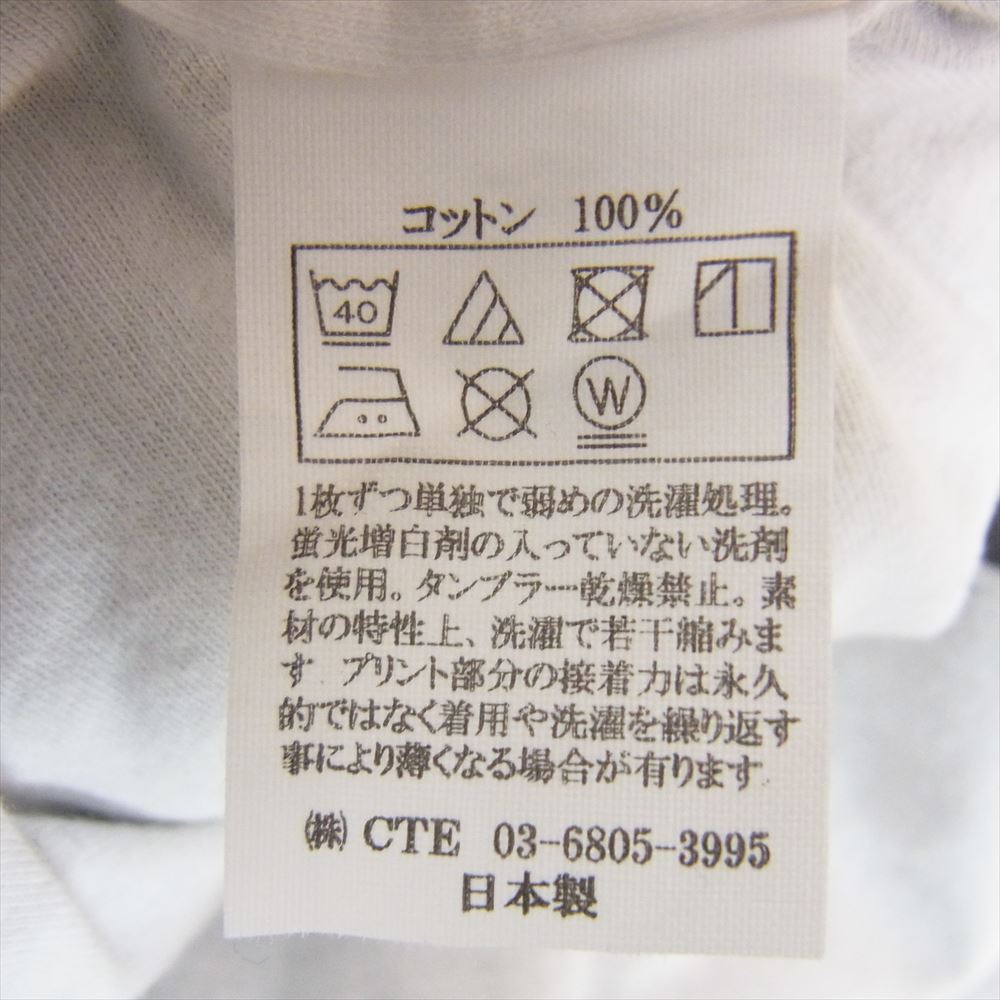 コットン 100%
40
W
1枚ずつ単独で弱めの洗濯処理。
蛍光増白剤の入っていない洗剤
を使用。タンブラー乾燥禁止。素
材の特性上、洗濯で若干縮みま
す. プリント部分の接着力は永久
的ではなく着用や洗濯を繰り返す
事により薄くなる場合が有ります.
㈱ CTE 03-6805-3995
日本製